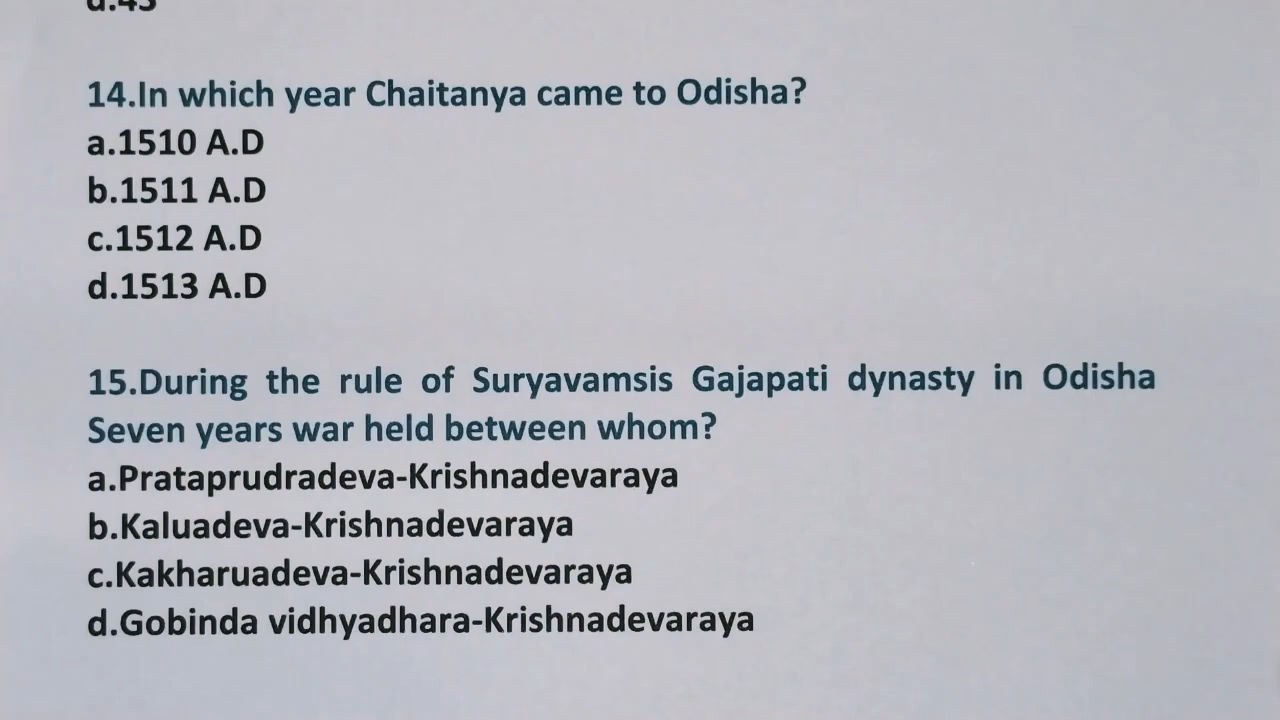 d.45
14.In which year Chaitanya came to Odisha?
a.1510 A.D
b.1511 A.D
c.1512 A.D
d.1513 A.D
15.During the rule of Suryavamsis Gajapati dynasty in Odisha
Seven years war held between whom?
a.Prataprudradeva-Krishnadevaraya
b.Kaluadeva-Krishnadevaraya
c.Kakharuadeva-Krishnadevaraya
d.Gobinda vidhyadhara-Krishnadevaraya